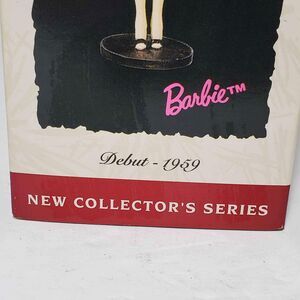 Barbie™
Debut - 1959
NEW COLLECTOR'S SERIES